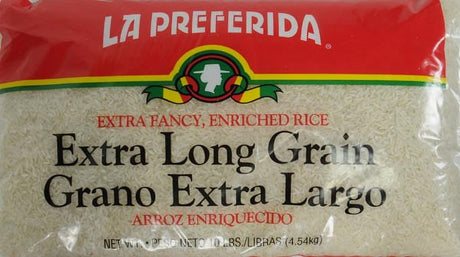 LA PREFERIDA
EXTRA FANCY, ENRICHED RICE
Extra Long Grain
Grano Extra Largo
ARROZ ENRIQUECIDO
NET WT. • PESO NETO 10 LBS./LIBRAS (4.54kg)